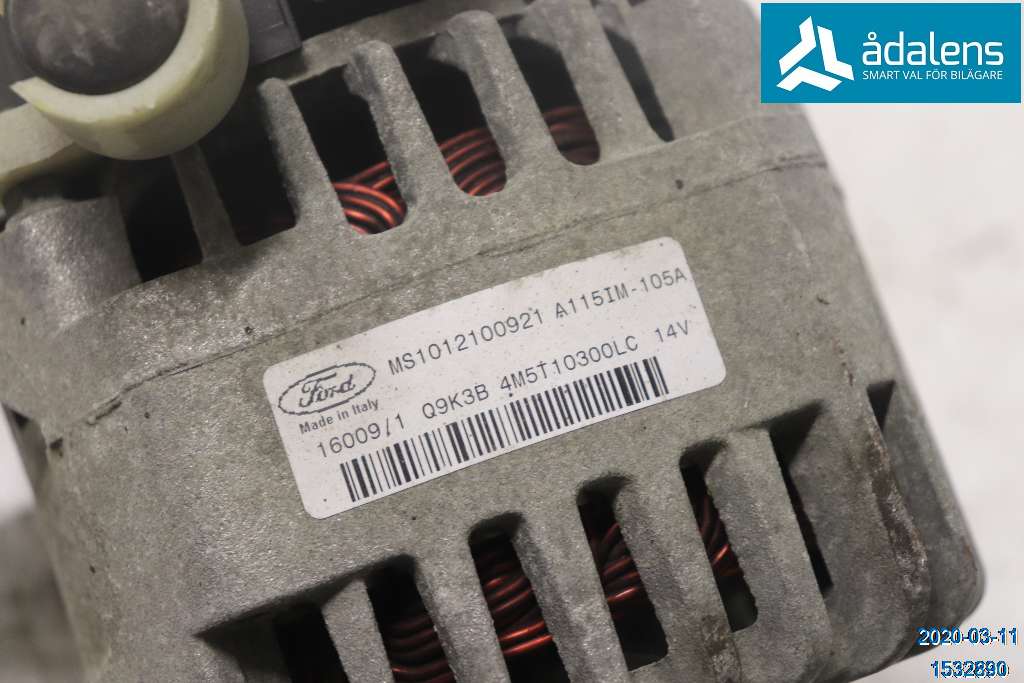 ådalens
SMART VAL FÖR BILÄGARE
Ford
Made in Italy
MS1012100921 A115IM-105A
16009/1 Q9K3B 4M5T10300LC 14V
2020-03-11
1532890